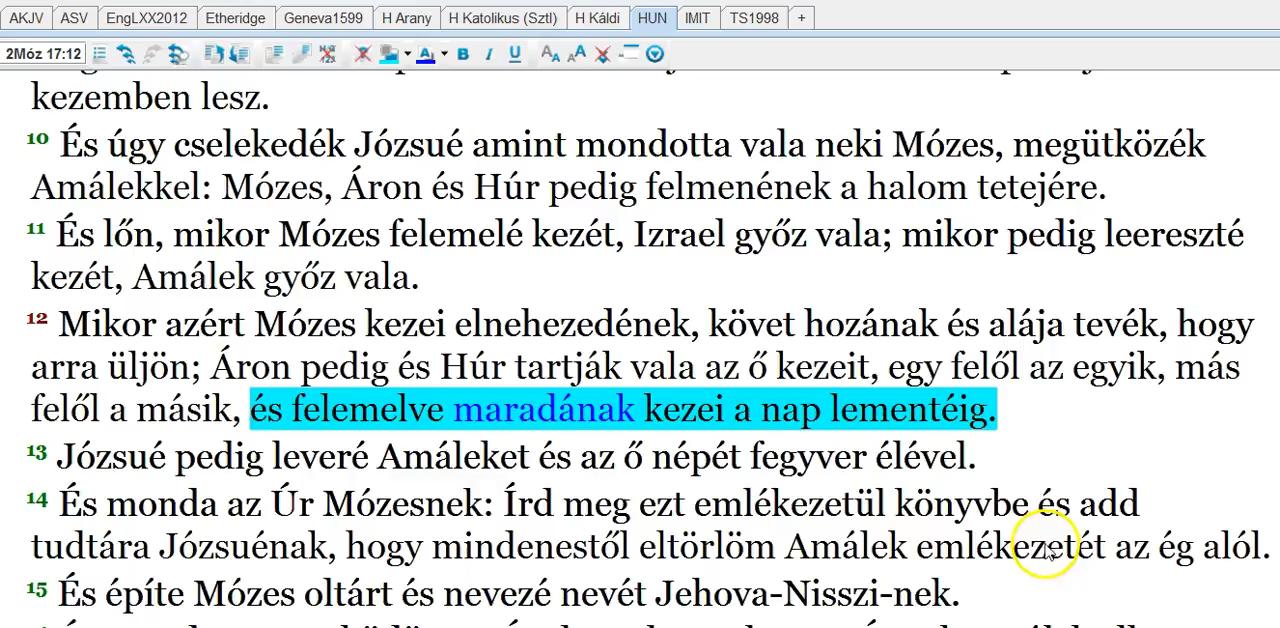 AKJV ASV EngLXX2012 Etheridge Geneva1599 H Arany H Katolikus (Sztl) H Káldi HUN IMIT TS1998 +
2Móz 17:12
kezemben lesz.
10 És úgy cselekedék Józsué amint mondotta vala neki Mózes, megütközék
Amálekkel: Mózes, Áron és Húr pedig felmenének a halom tetejére.
11 És lőn, mikor Mózes felemelé kezét, Izrael győz vala; mikor pedig leereszté
kezét, Amálek győz vala.
12 Mikor azért Mózes kezei elnehezedének, követ hozának és alája tevék, hogy
arra üljön; Áron pedig és Húr tartják vala az ő kezeit, egy felől az egyik, más
felől a másik, és felemelve maradának kezei a nap lementéig.
13 Józsué pedig leveré Amáleket és az ő népét fegyver élével.
14 És monda az Úr Mózesnek: Írd meg ezt emlékezetül könyvbe és add
tudtára Józsuénak, hogy mindenestől eltörlöm Amálek emlékezetét az ég alól.
15 És építe Mózes oltárt és nevezé nevét Jehova-Nisszi-nek.